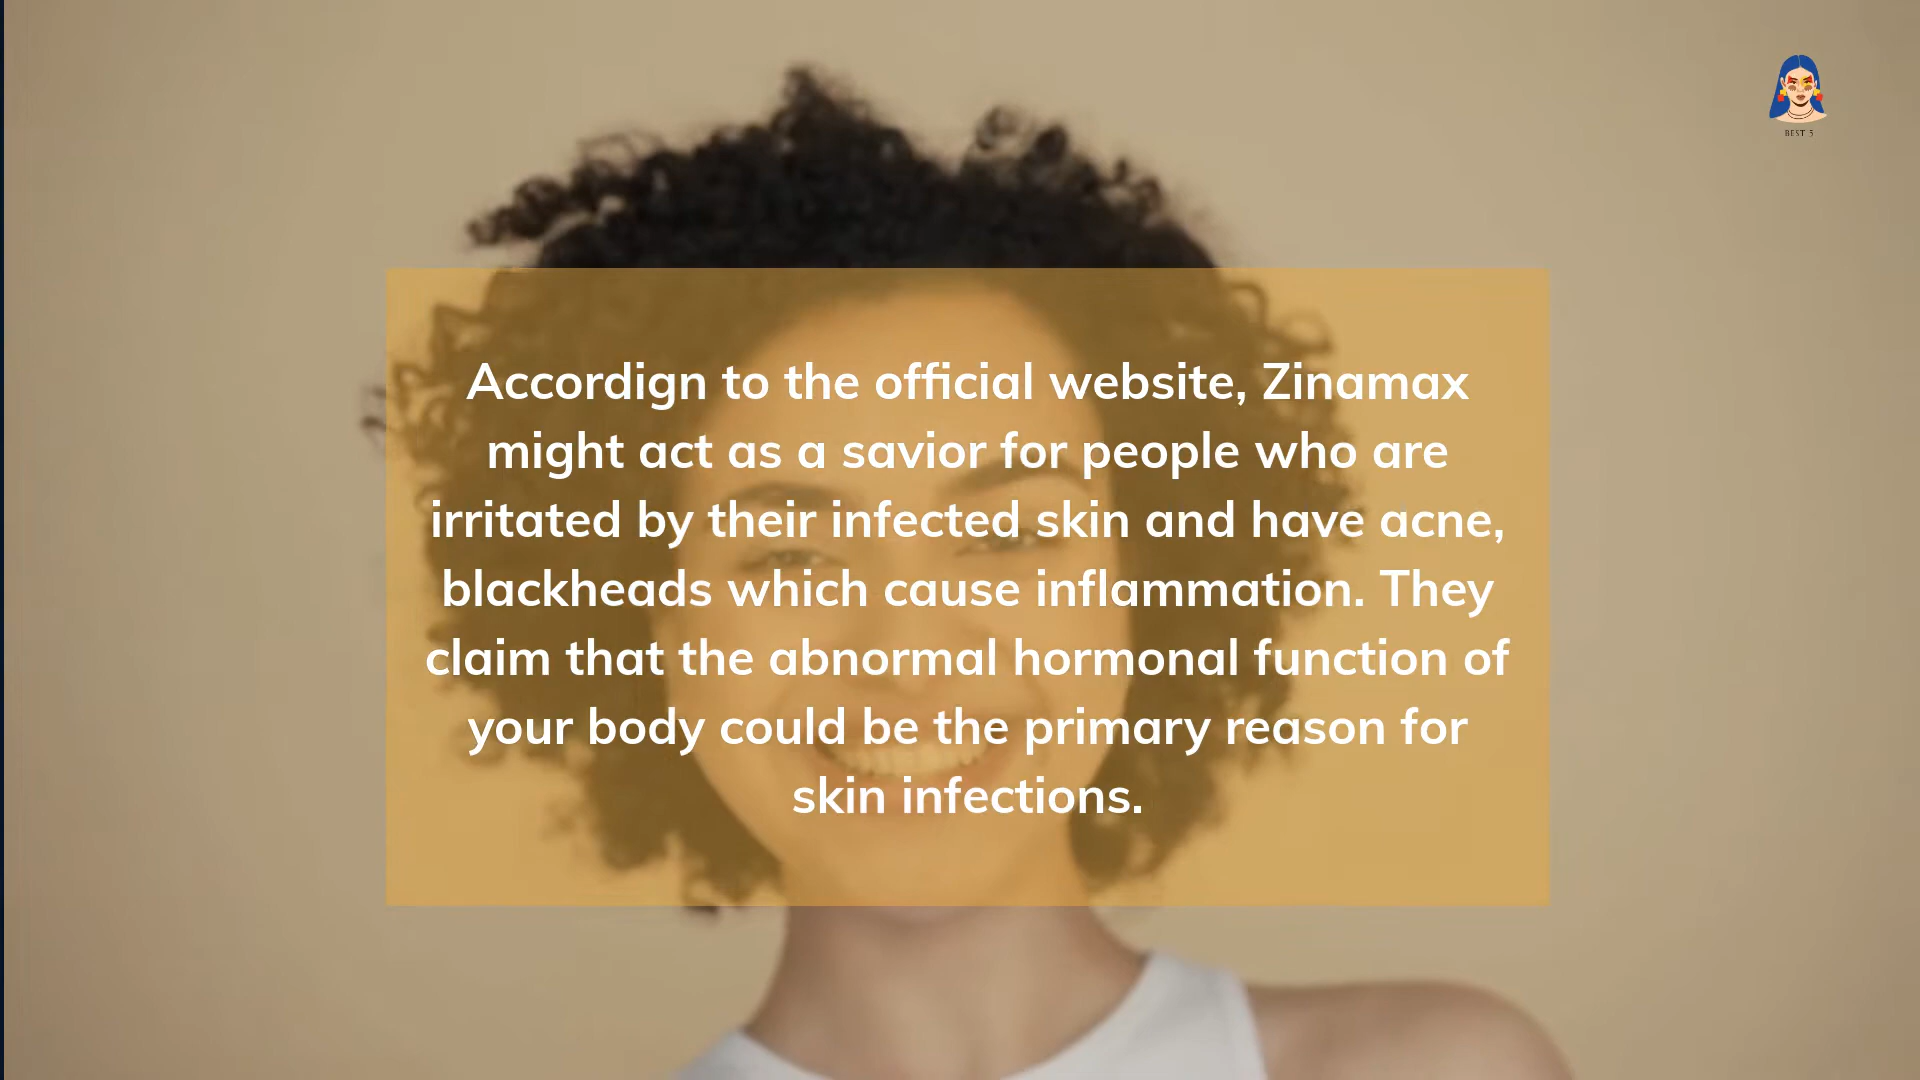 BEST 5
Accordign to the official website, Zinamax
might act as a savior for people who are
irritated by their infected skin and have acne,
blackheads which cause inflammation. They
claim that the abnormal hormonal function of
your body could be the primary reason for
skin infections.